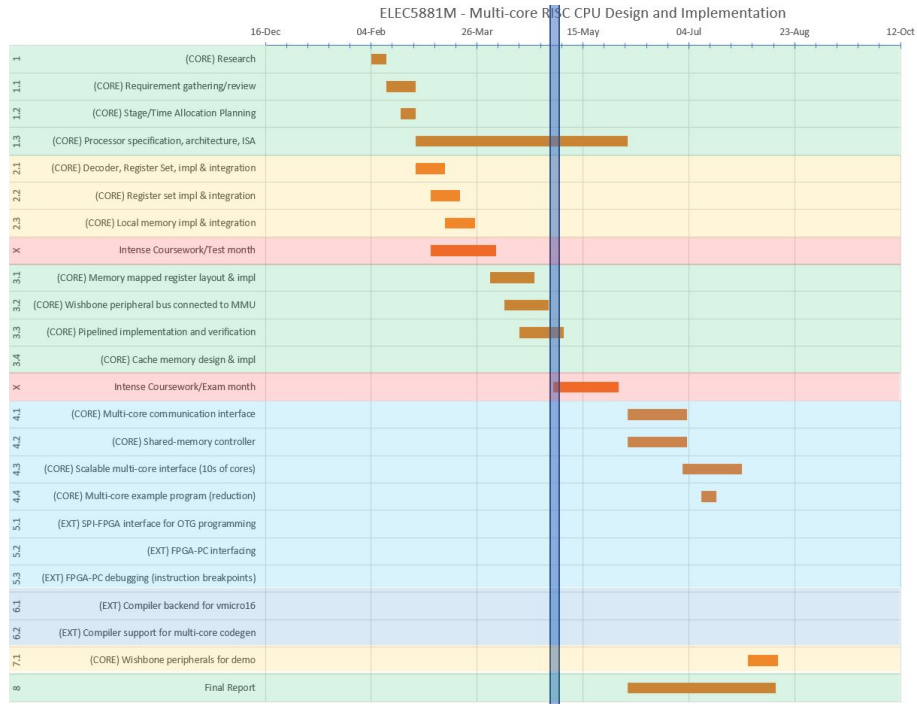 ELEC5881M - Multi-core RISC CPU Design and Implementation
16-Dec 04-Feb 26-Mar 15-May 04-Jul 23-Aug 12-Oct
1 (CORE) Research
1.1 (CORE) Requirement gathering/review
1.2 (CORE) Stage/Time Allocation Planning
1.3 (CORE) Processor specification, architecture, ISA
2.1 (CORE) Decoder, Register Set, impl & integration
2.2 (CORE) Register set impl & integration
2.3 (CORE) Local memory impl & integration
X Intense Coursework/Test month
3.1 (CORE) Memory mapped register layout & impl
3.2 (CORE) Wishbone peripheral bus connected to MMU
3.3 (CORE) Pipelined implementation and verification
3.4 (CORE) Cache memory design & impl
X Intense Coursework/Exam month
4.1 (CORE) Multi-core communication interface
4.2 (CORE) Shared-memory controller
4.3 (CORE) Scalable multi-core interface (10s of cores)
4.4 (CORE) Multi-core example program (reduction)
5.1 (EXT) SPI-FPGA interface for OTG programming
5.2 (EXT) FPGA-PC interfacing
5.3 (EXT) FPGA-PC debugging (instruction breakpoints)
6.1 (EXT) Compiler backend for vmicro16
6.2 (EXT) Compiler support for multi-core codegen
7.1 (CORE) Wishbone peripherals for demo
8 Final Report